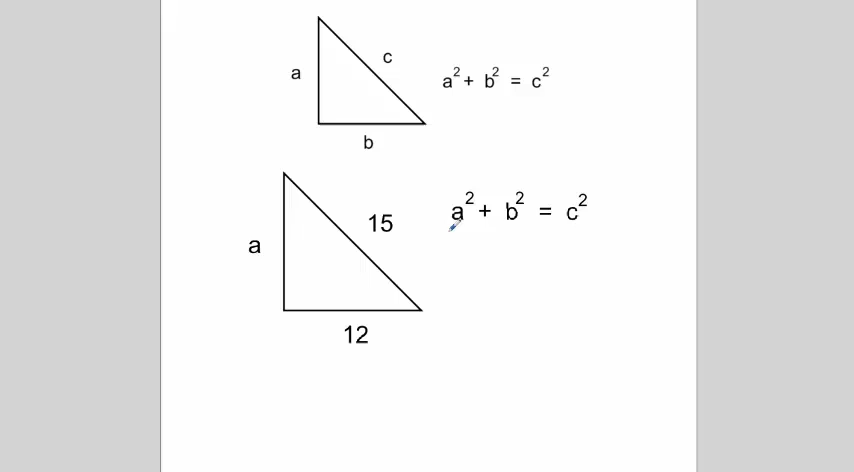 c
a
a² + b² = c²
b
a² + b² = c²
15
a
12